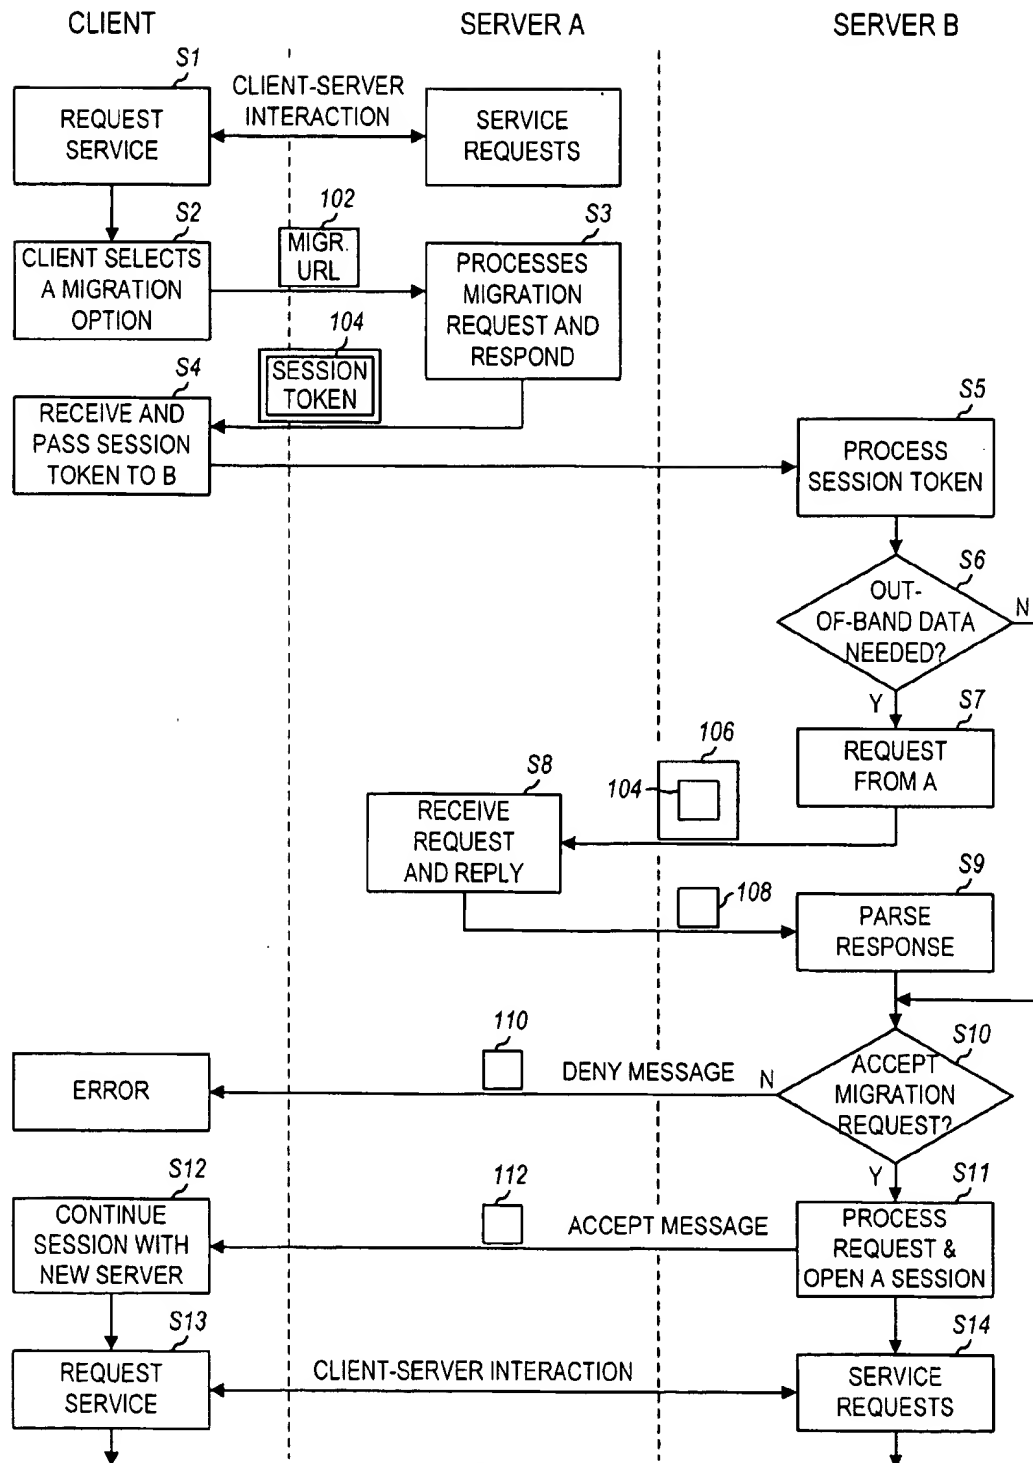 CLIENT
SERVER A
SERVER B
S1
REQUEST
SERVICE
CLIENT-SERVER
INTERACTION
SERVICE
REQUESTS
S2
CLIENT SELECTS
A MIGRATION
OPTION
102
MIGR.
URL
S3
PROCESSES
MIGRATION
REQUEST AND
RESPOND
104
SESSION
TOKEN
S4
RECEIVE AND
PASS SESSION
TOKEN TO B
S5
PROCESS
SESSION TOKEN
S6
OUT-
OF-BAND DATA
NEEDED?
N
Y
S7
REQUEST
FROM A
106
104
S8
RECEIVE
REQUEST
AND REPLY
108
S9
PARSE
RESPONSE
S10
ACCEPT
MIGRATION
REQUEST?
N
110
DENY MESSAGE
ERROR
Y
S11
PROCESS
REQUEST &
OPEN A SESSION
112
ACCEPT MESSAGE
S12
CONTINUE
SESSION WITH
NEW SERVER
S13
REQUEST
SERVICE
CLIENT-SERVER INTERACTION
S14
SERVICE
REQUESTS